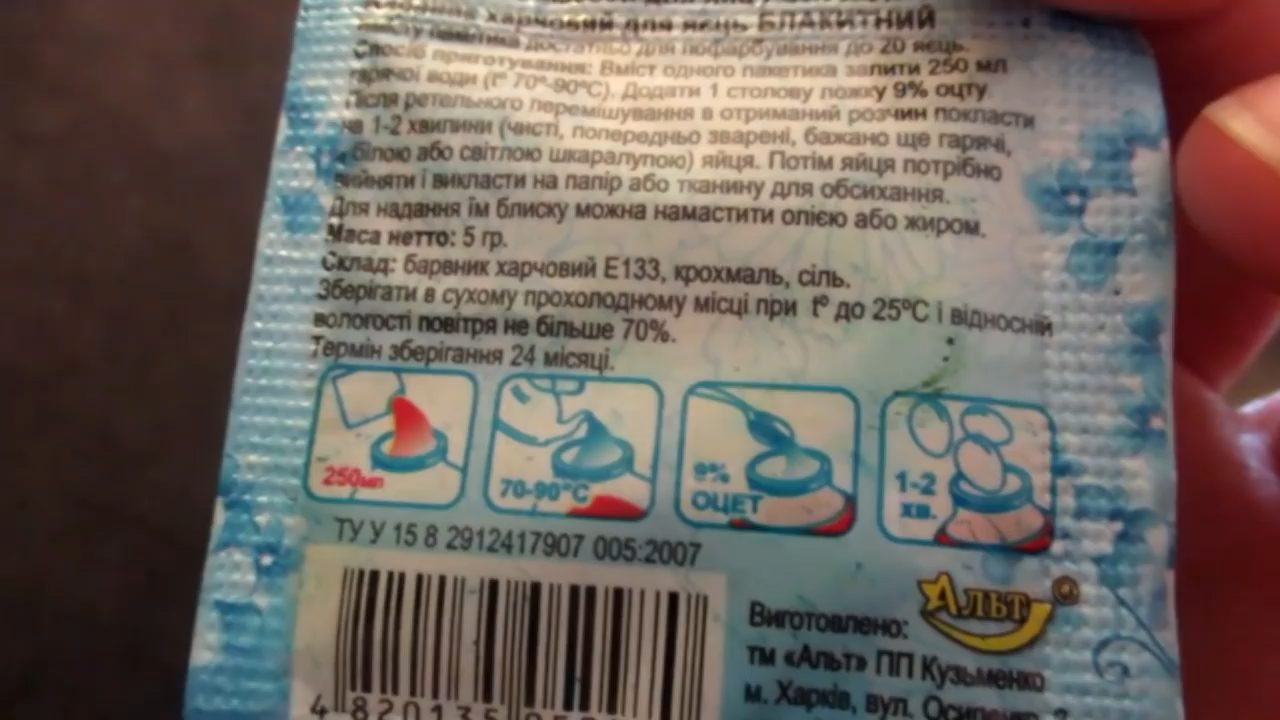 харчовий для яєць БЛАКИТНИЙ
Вмісту пакетика достатньо для пофарбування до 20 яєць.
Спосіб приготування: Вміст одного пакетика залити 250 мл
гарячої води (t° 70°-90°С). Додати 1 столову ложку 9% оцту
Після ретельного перемішування в отриманий розчин покласти
на 1-2 хвилини (чисті, попередньо зварені, бажано ще гарячі,
білою або світлою шкаралупою) яйця. Потім яйця потрібно
вийняти і викласти на папір або тканину для обсихання.
Для надання їм блиску можна намастити олією або жиром.
Маса нетто: 5 гр.
Склад: барвник харчовий Е133, крохмаль, сіль.
Зберігати в сухому прохолодному місці при t° до 25°С і відносній
вологості повітря не більше 70%.
Термін зберігання 24 місяці.
250мл
70-90°С
9%
ОЦЕТ
1-2
хв.
ТУ У 15 8 2912417907 005:2007
Альт
Виготовлено:
тм «Альт» ПП Кузьменко
м. Харків, вул.
4 820135